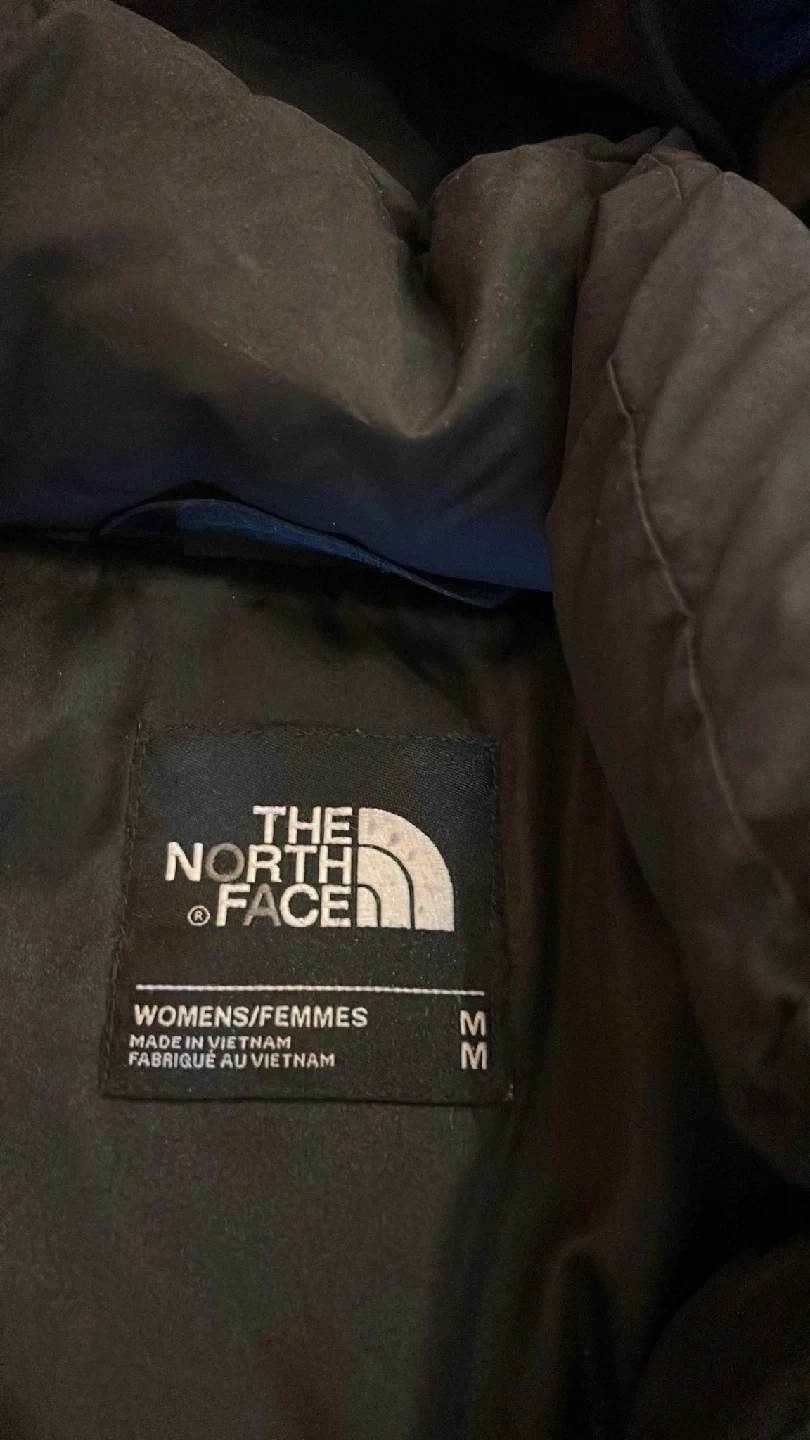 THE
NORTH
® FACE
WOMENS/FEMMES M
MADE IN VIETNAM
FABRIQUÉ AU VIETNAM M